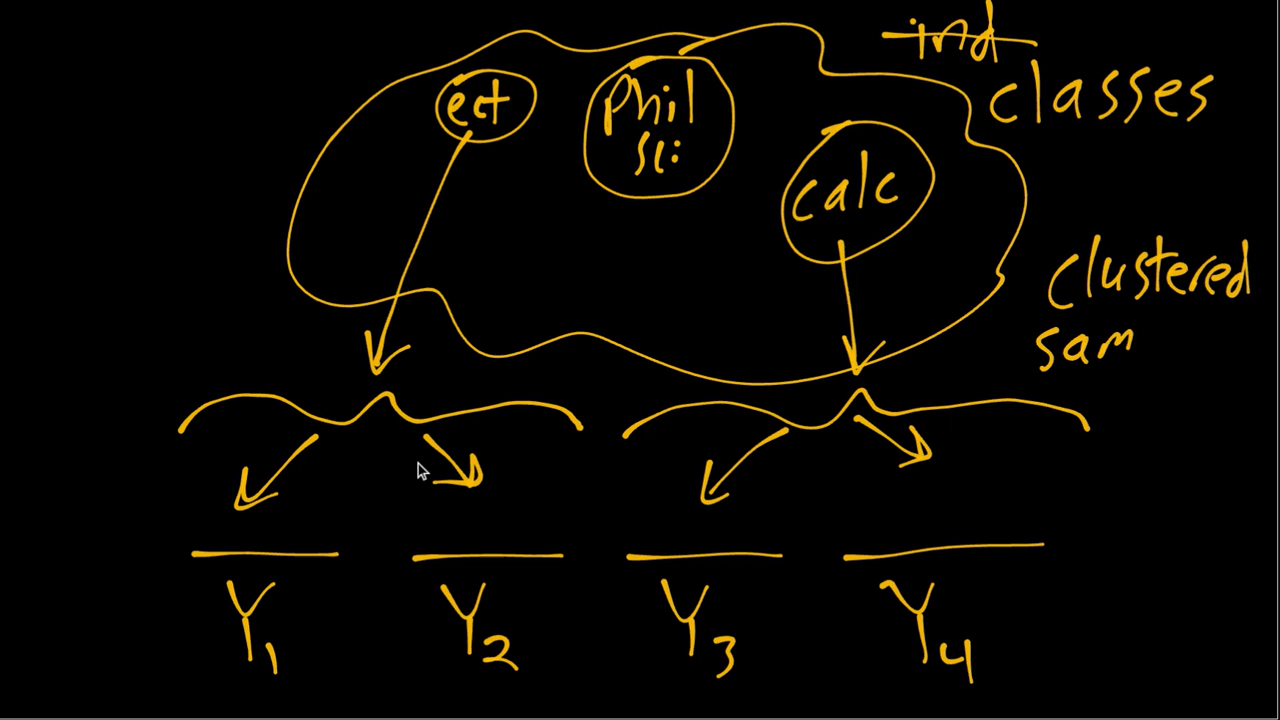 ind
classes
ect
Phil
sci
calc
clustered
sam
Y1 Y2 Y3 Y4